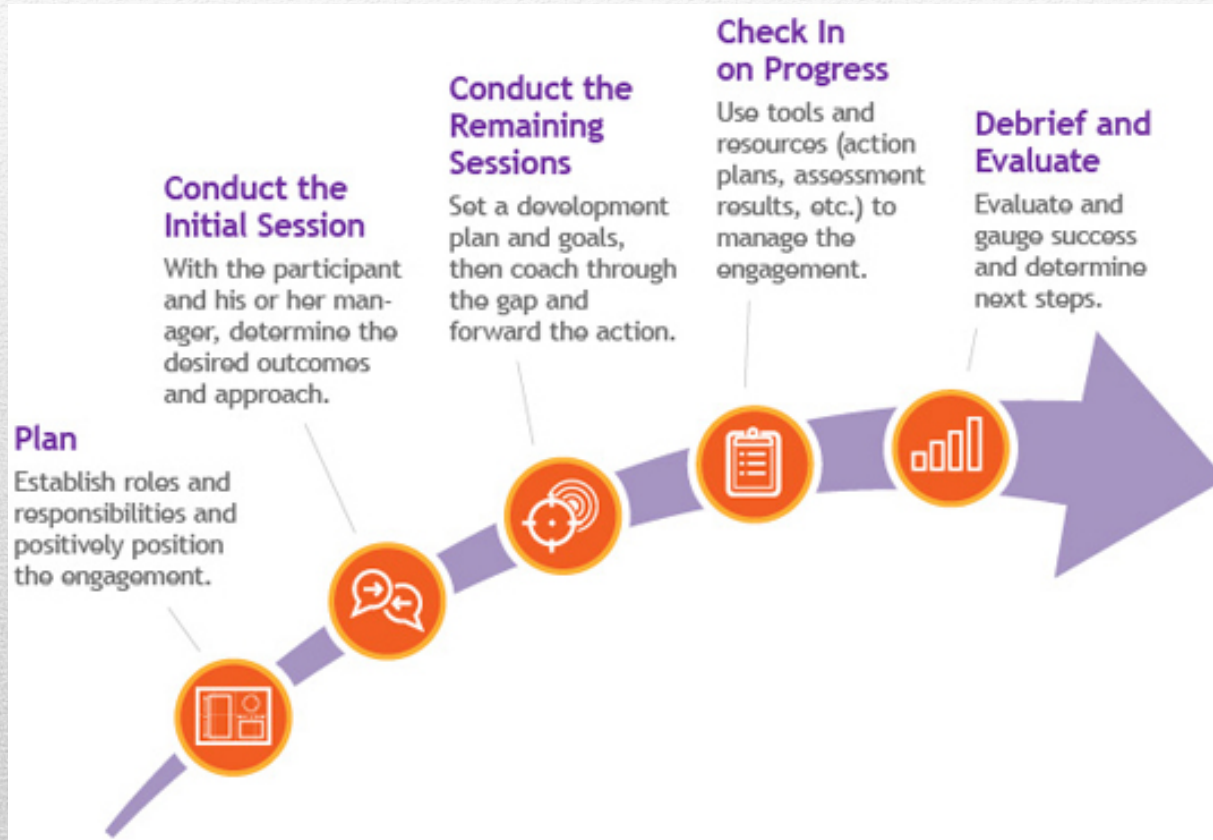 Plan
Establish roles and
responsibilities and
positively position
the engagement.
Conduct the
Initial Session
With the participant
and his or her man-
ager, determine the
desired outcomes
and approach.
Conduct the
Remaining
Sessions
Set a development
plan and goals,
then coach through
the gap and
forward the action.
Check In
on Progress
Use tools and
resources (action
plans, assessment
results, etc.) to
manage the
engagement.
Debrief and
Evaluate
Evaluate and
gauge success
and determine
next steps.